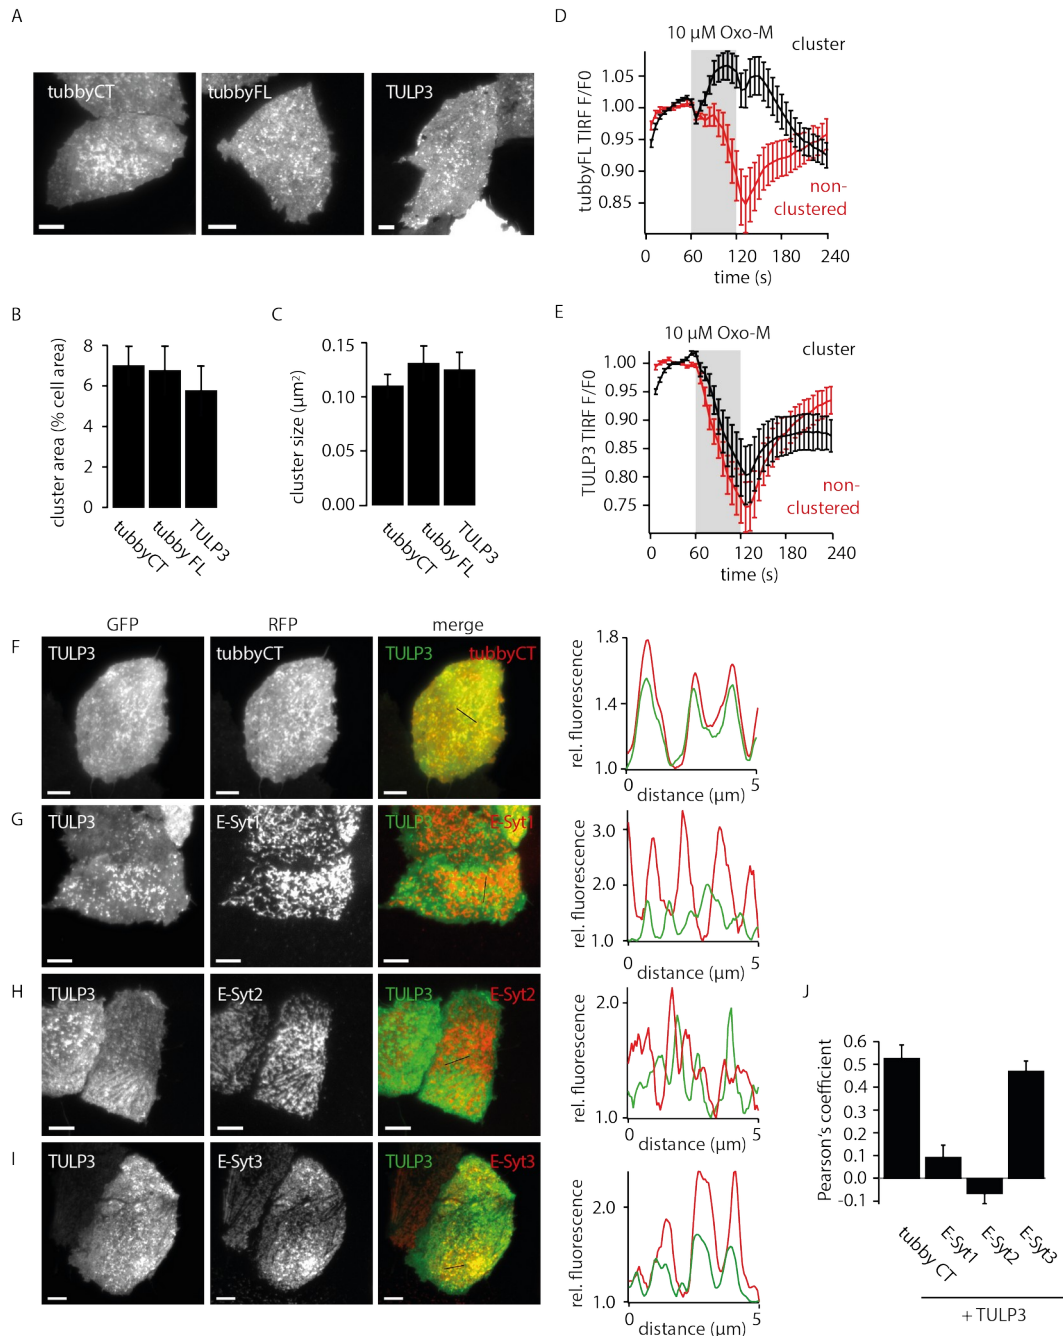 A
tubbyCT
tubbyFL
TULP3
B
cluster area (% cell area)
8
6
4
2
0
tubbyCT
tubby FL
TULP3
C
cluster size (µm²)
0.15
0.10
0.05
0.00
tubbyCT
tubby FL
TULP3
D
10 µM Oxo-M
cluster
tubbyFL TIRF F/F0
1.05
1.00
0.95
0.90
0.85
non-
clustered
0 60 120 180 240
time (s)
E
10 µM Oxo-M
cluster
TULP3 TIRF F/F0
1.00
0.95
0.90
0.85
0.80
0.75
non-
clustered
0 60 120 180 240
time (s)
GFP RFP merge
F
TULP3
tubbyCT
TULP3 tubbyCT
rel. fluorescence
1.8
1.4
1.0
0 5
distance (µm)
G
TULP3
E-Syt1
TULP3 E-Syt1
rel. fluorescence
3.0
2.0
1.0
0 5
distance (µm)
H
TULP3
E-Syt2
TULP3 E-Syt2
rel. fluorescence
2.0
1.0
0 5
distance (µm)
I
TULP3
E-Syt3
TULP3 E-Syt3
rel. fluorescence
2.0
1.0
0 5
distance (µm)
J
Pearson's coefficient
0.6
0.5
0.4
0.3
0.2
0.1
0.0
-0.1
tubby CT
E-Syt1
E-Syt2
E-Syt3
+ TULP3